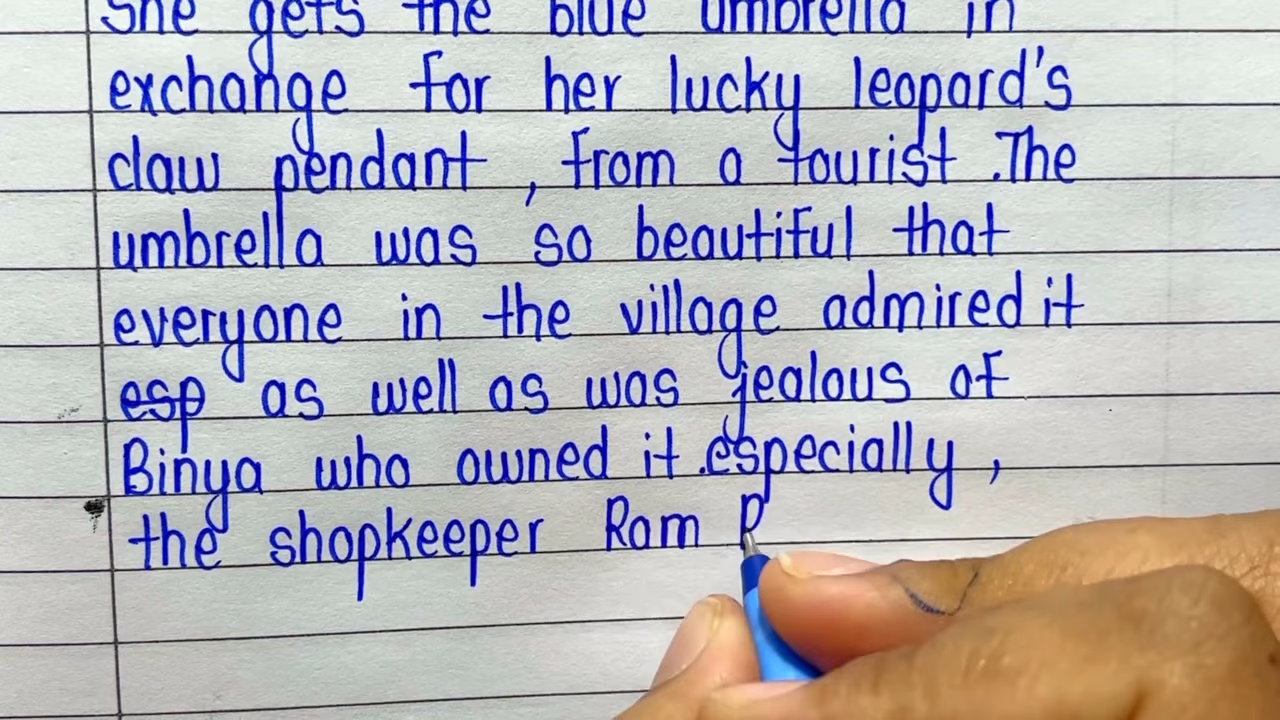 She gets the blue umbrella in
exchange for her lucky leopard's
claw pendant , from a tourist .The
umbrella was so beautiful that
everyone in the village admired it
esp as well as was jealous of
Binya who owned it .especially ,
the shopkeeper Ram P